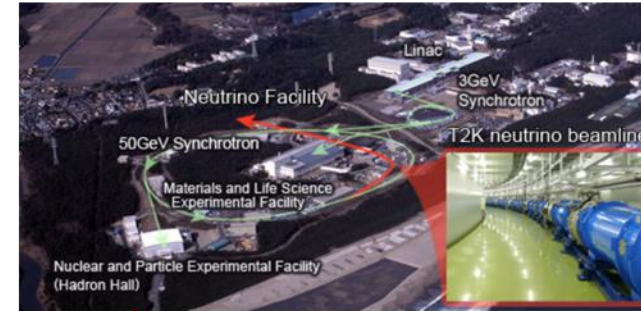 Linac
3GeV
Synchrotron
Neutrino Facility
T2K neutrino beamline
50GeV Synchrotron
Materials and Life Science
Experimental Facility
Nuclear and Particle Experimental Facility
(Hadron Hall)